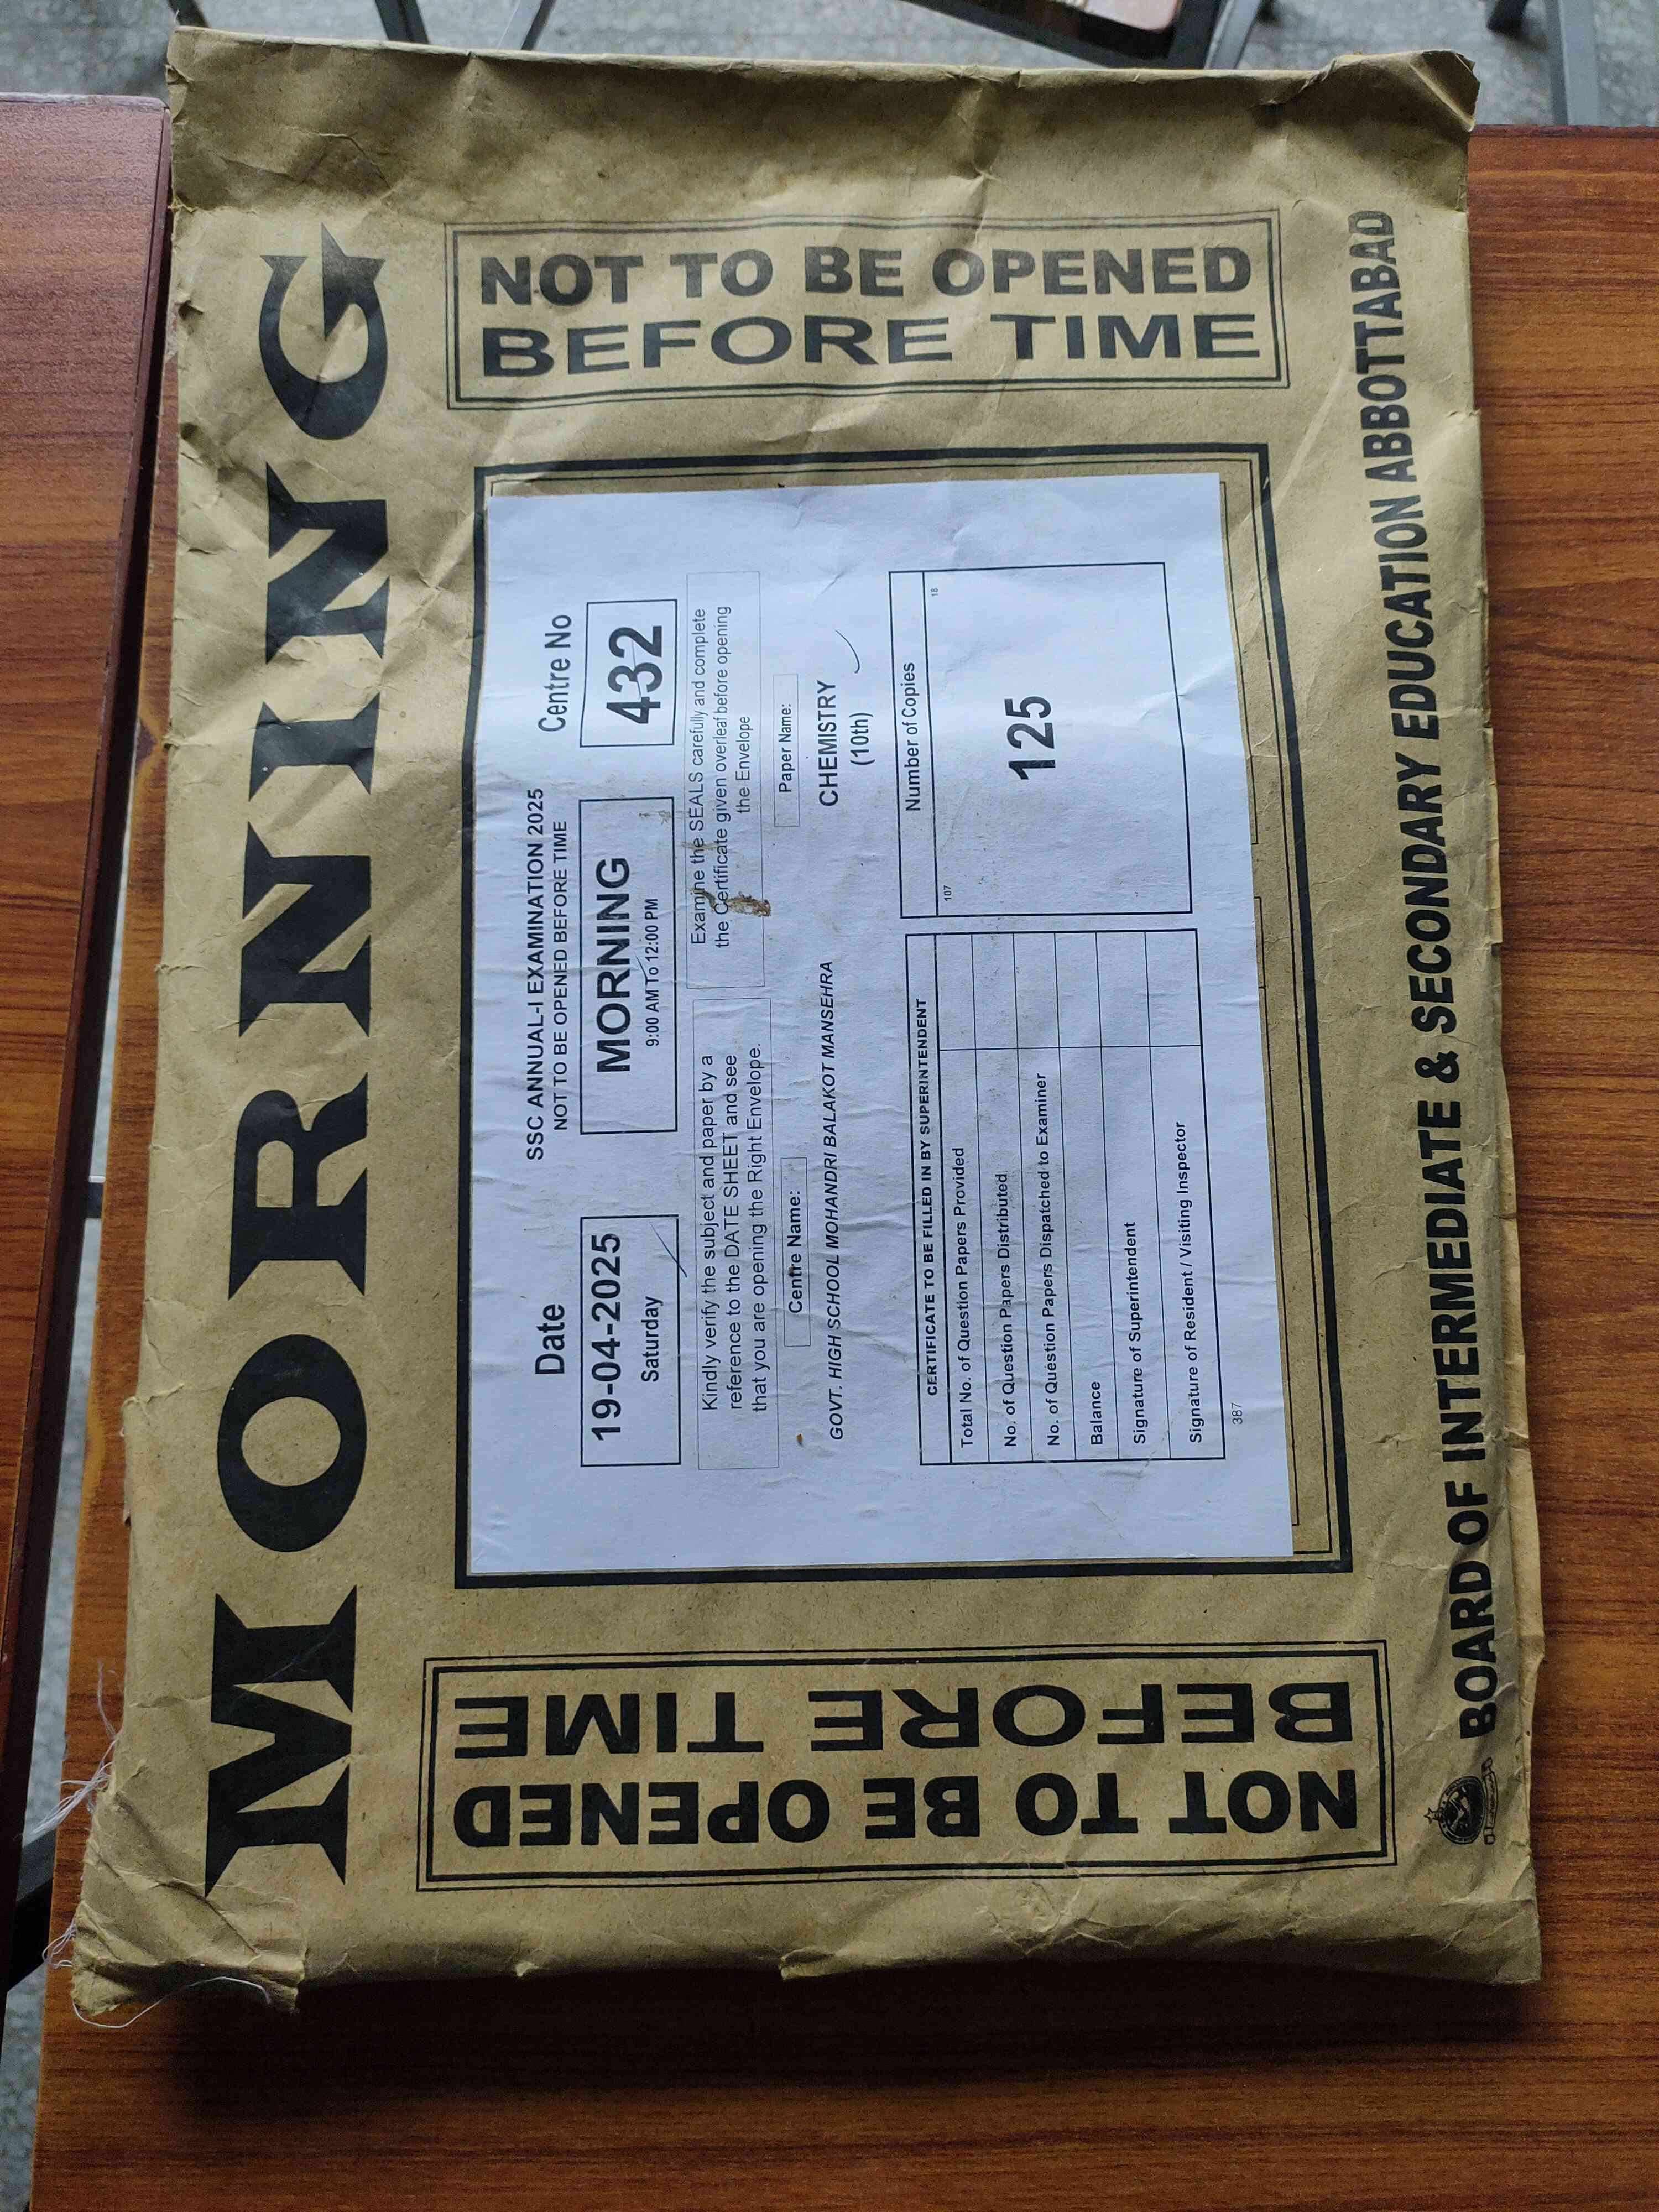 MORNING
NOT TO BE OPENED
BEFORE TIME
SSC ANNUAL-I EXAMINATION 2025
NOT TO BE OPENED BEFORE TIME
Date
19-04-2025
Saturday
MORNING
9:00 AM To 12:00 PM
Centre No
432
Kindly verify the subject and paper by a
reference to the DATE SHEET and see
that you are opening the Right Envelope.
Examine the SEALS carefully and complete
the Certificate given overleaf before opening
the Envelope
Centre Name:
GOVT. HIGH SCHOOL MOHANDRI BALAKOT MANSEHRA
Paper Name:
CHEMISTRY
(10th)
CERTIFICATE TO BE FILLED IN BY SUPERINTENDENT
Total No. of Question Papers Provided
No. of Question Papers Distributed
No. of Question Papers Dispatched to Examiner
Balance
Signature of Superintendent
Signature of Resident / Visiting Inspector
387
Number of Copies
107
18
125
NOT TO BE OPENED
BEFORE TIME
BOARD OF INTERMEDIATE & SECONDARY EDUCATION ABBOTTABAD